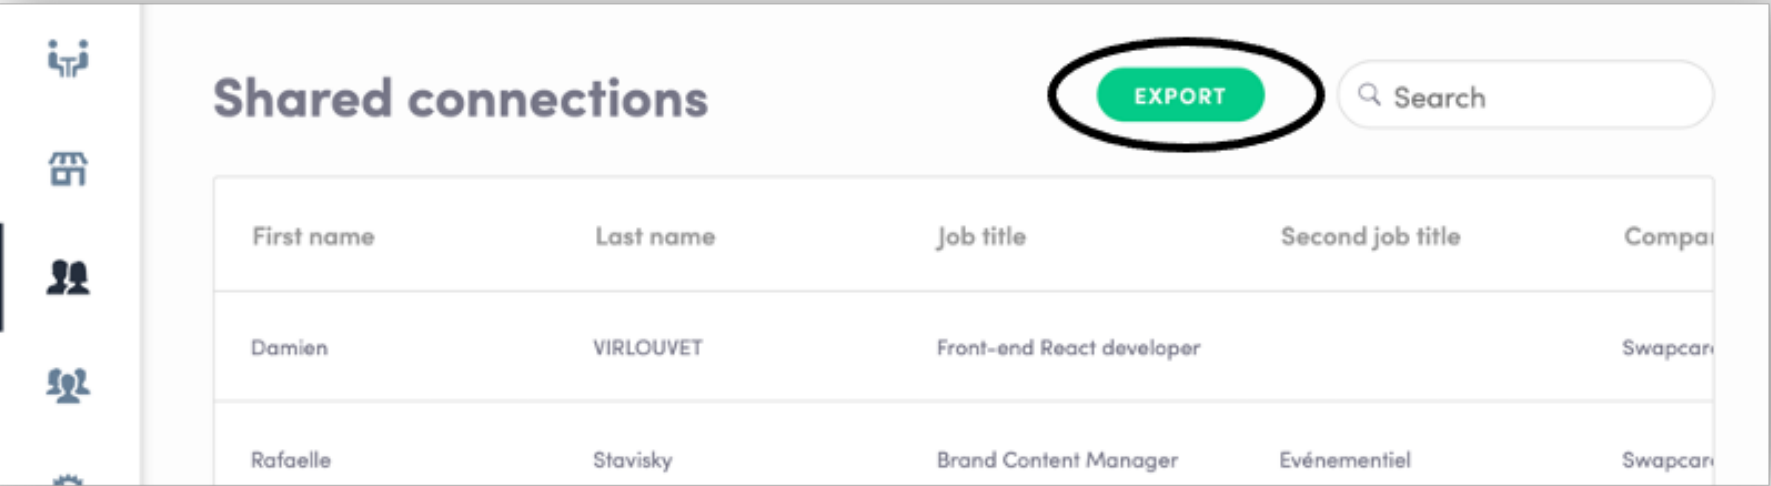 Shared connections EXPORT Search
First name Last name Job title Second job title
Damien VIRLOUVET Front-end React developer
Rafaelle Stavisky Brand Content Manager Evénementiel